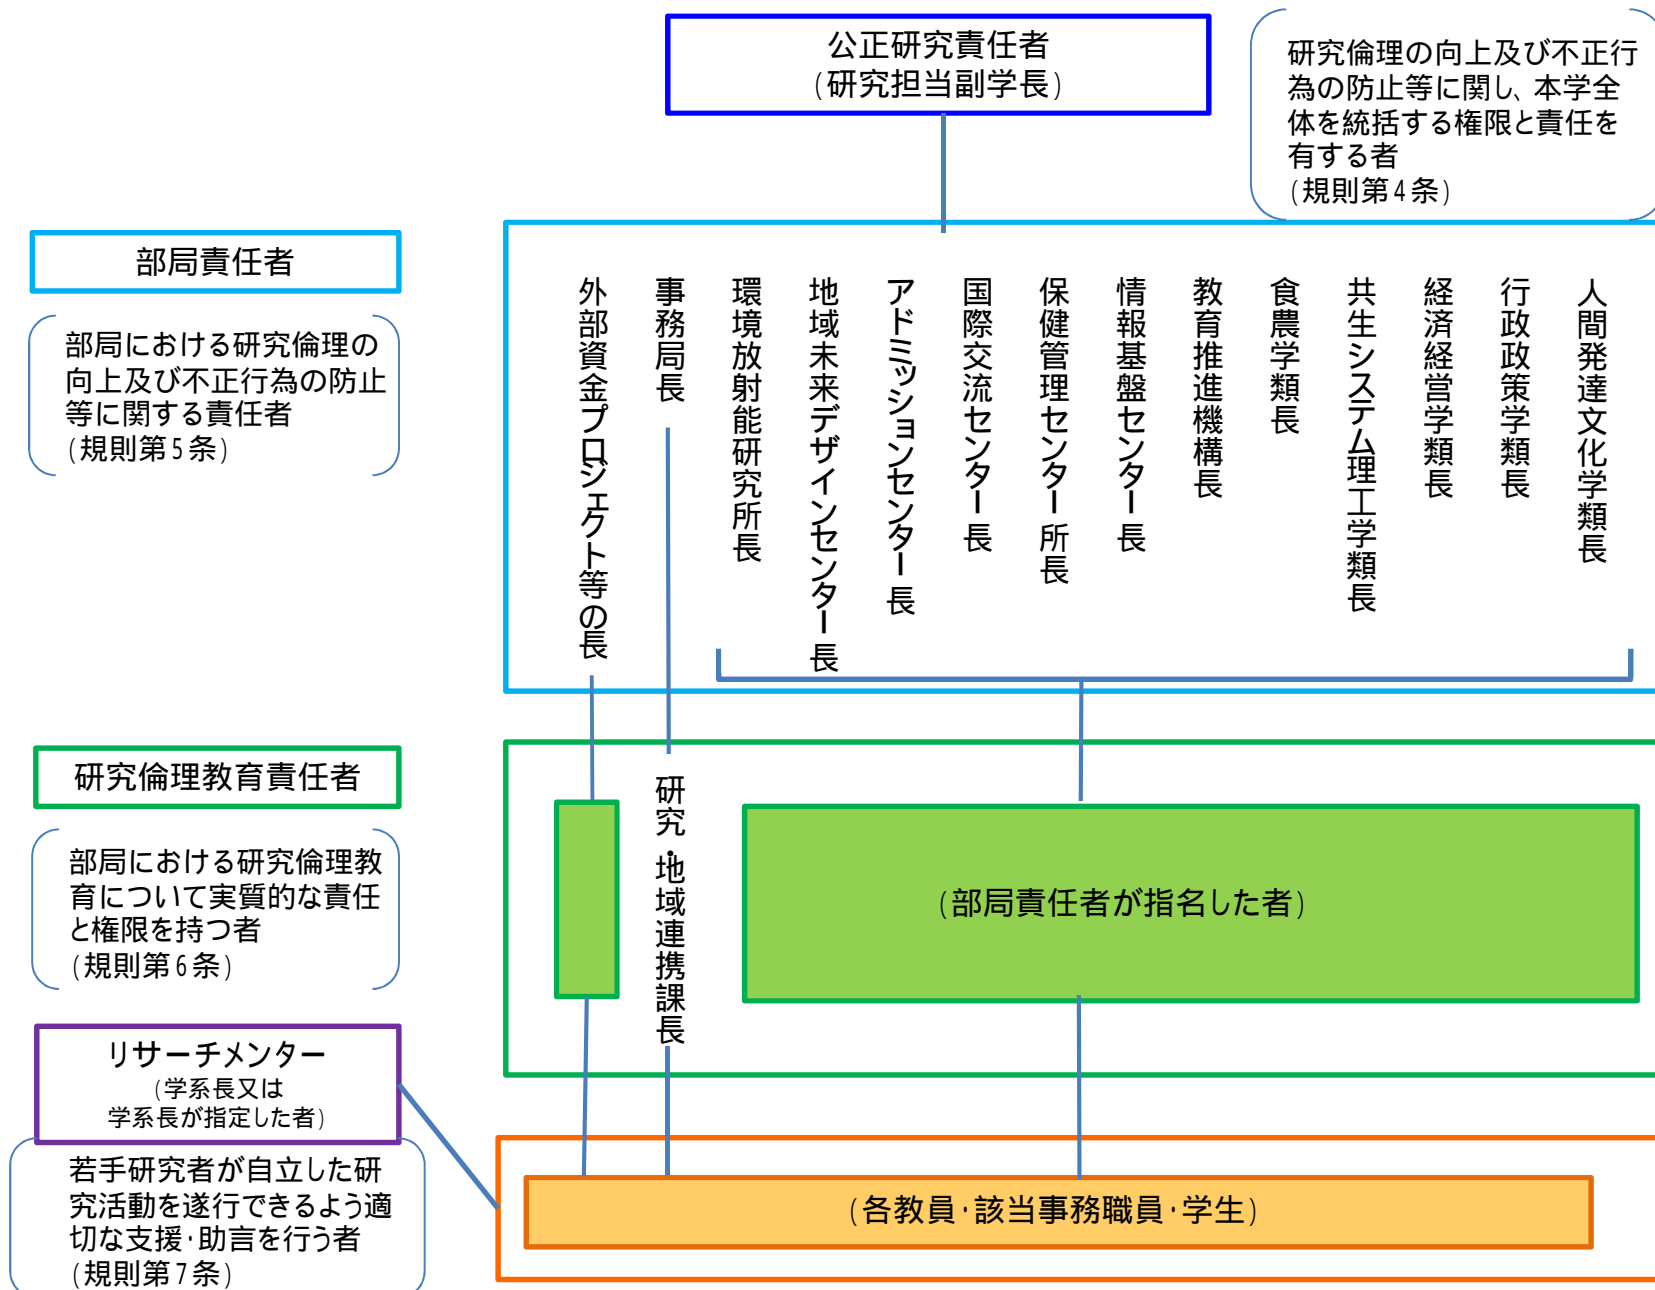 公正研究責任者
(研究担当副学長)
研究倫理の向上及び不正行
為の防止等に関し、本学全
体を統括する権限と責任を
有する者
(規則第4条)
部局責任者
部局における研究倫理の
向上及び不正行為の防止
等に関する責任者
(規則第5条)
人間発達文化学類長
行政政策学類長
経済経営学類長
共生システム理工学類長
食農学類長
教育推進機構長
情報基盤センター長
保健管理センター所長
国際交流センター長
アドミッションセンター長
地域未来デザインセンター長
環境放射能研究所長
事務局長
外部資金プロジェクト等の長
研究倫理教育責任者
部局における研究倫理教
育について実質的な責任
と権限を持つ者
(規則第6条)
研究・地域連携課長
(部局責任者が指名した者)
リサーチメンター
(学系長又は
学系長が指定した者)
若手研究者が自立した研
究活動を遂行できるよう適
切な支援・助言を行う者
(規則第7条)
(各教員・該当事務職員・学生)